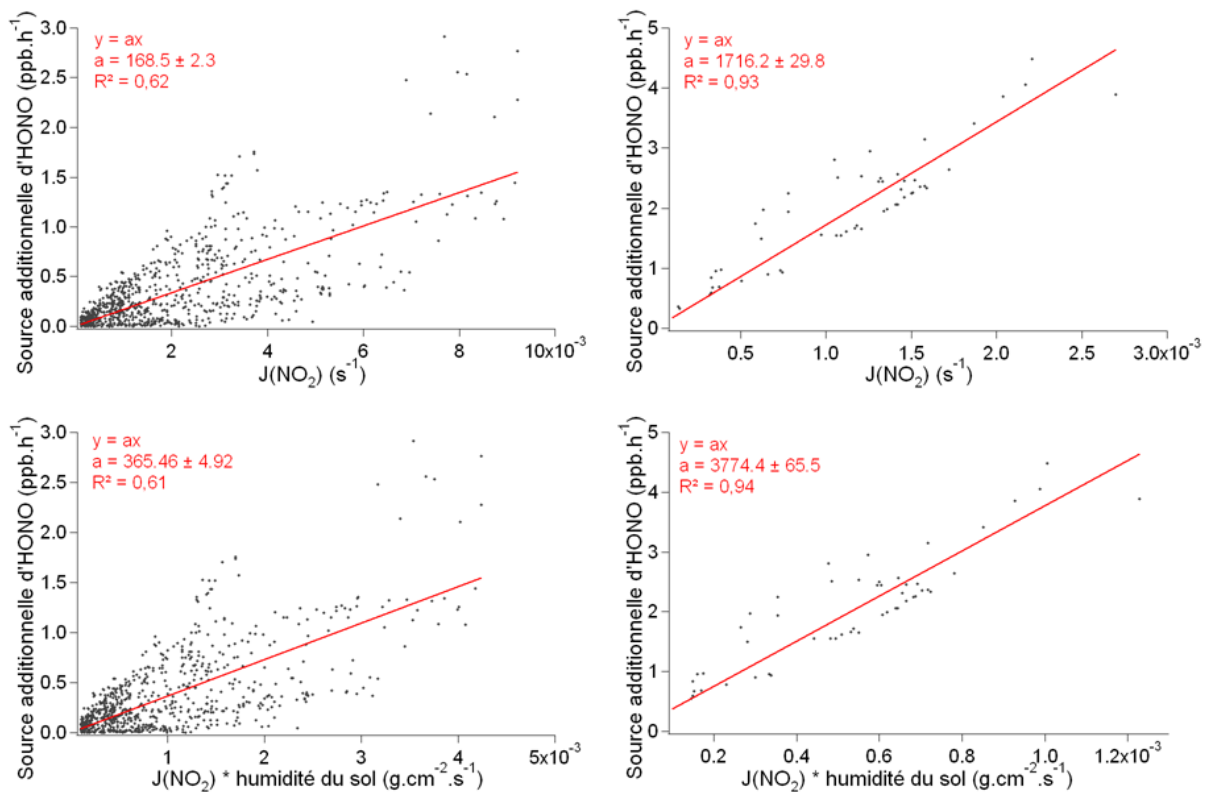 Source additionnelle d'HONO (ppb.h⁻¹)
3.0
2.5
2.0
1.5
1.0
0.5
0.0
y = ax
a = 168.5 ± 2.3
R² = 0,62
2
4
6
8
10x10⁻³
J(NO₂) (s⁻¹)
Source additionnelle d'HONO (ppb.h⁻¹)
5
4
3
2
1
0
y = ax
a = 1716.2 ± 29.8
R² = 0,93
0.5
1.0
1.5
2.0
2.5
3.0x10⁻³
J(NO₂) (s⁻¹)
Source additionnelle d'HONO (ppb.h⁻¹)
3.0
2.5
2.0
1.5
1.0
0.5
0.0
y = ax
a = 365.46 ± 4.92
R² = 0,61
1
2
3
4
5x10⁻³
J(NO₂) * humidité du sol (g.cm⁻².s⁻¹)
Source additionnelle d'HONO (ppb.h⁻¹)
5
4
3
2
1
0
y = ax
a = 3774.4 ± 65.5
R² = 0,94
0.2
0.4
0.6
0.8
1.0
1.2x10⁻³
J(NO₂) * humidité du sol (g.cm⁻².s⁻¹)